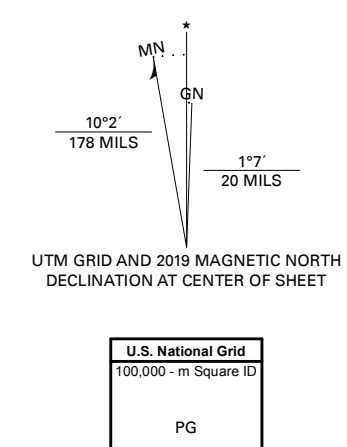 ★
MN
GN
10°2´
178 MILS
1°7´
20 MILS
UTM GRID AND 2019 MAGNETIC NORTH
DECLINATION AT CENTER OF SHEET
U.S. National Grid
100,000 - m Square ID
PG